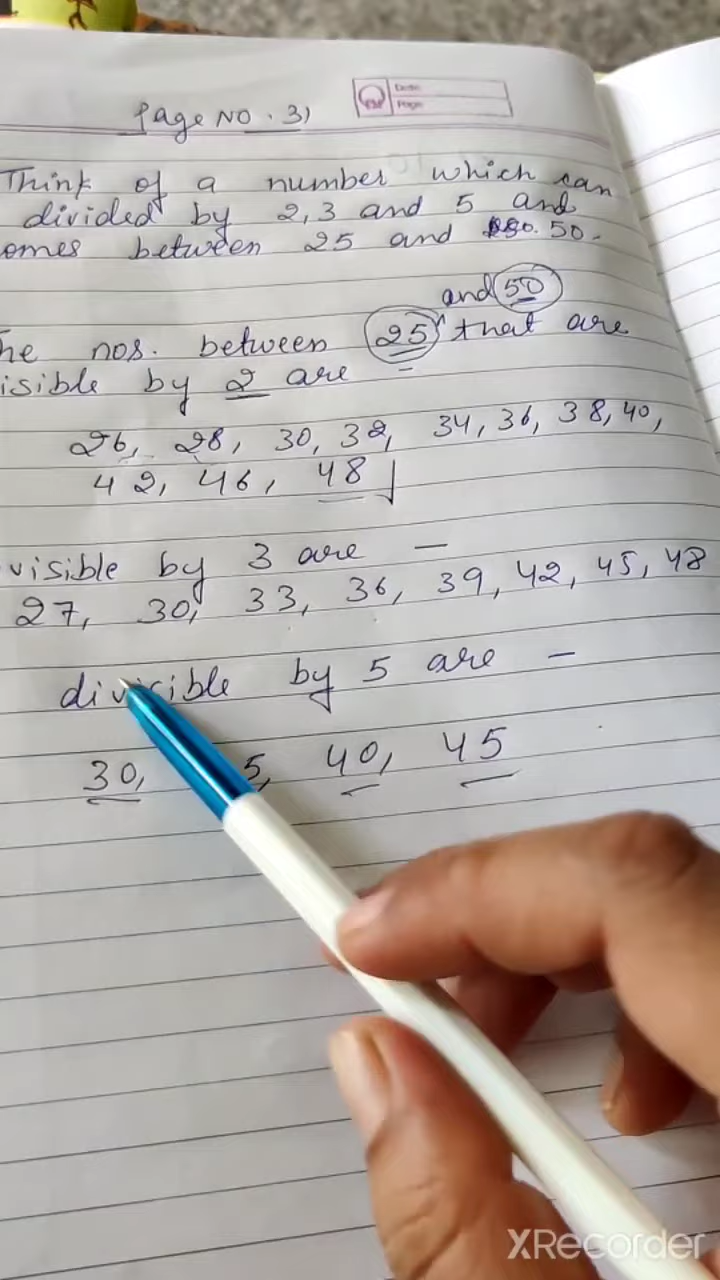 Page NO. 31
Date:
Page:
Think of a number which can
divided by 2, 3 and 5 and
omes between 25 and 50.
and 50
he nos. between 25 ^ that are
isible by 2 are -
26, 28, 30, 32, 34, 36, 38, 40,
42, 46, 48
visible by 3 are -
27, 30, 33, 36, 39, 42, 45, 48
divisible by 5 are -
30, 5, 40, 45
XRecorder